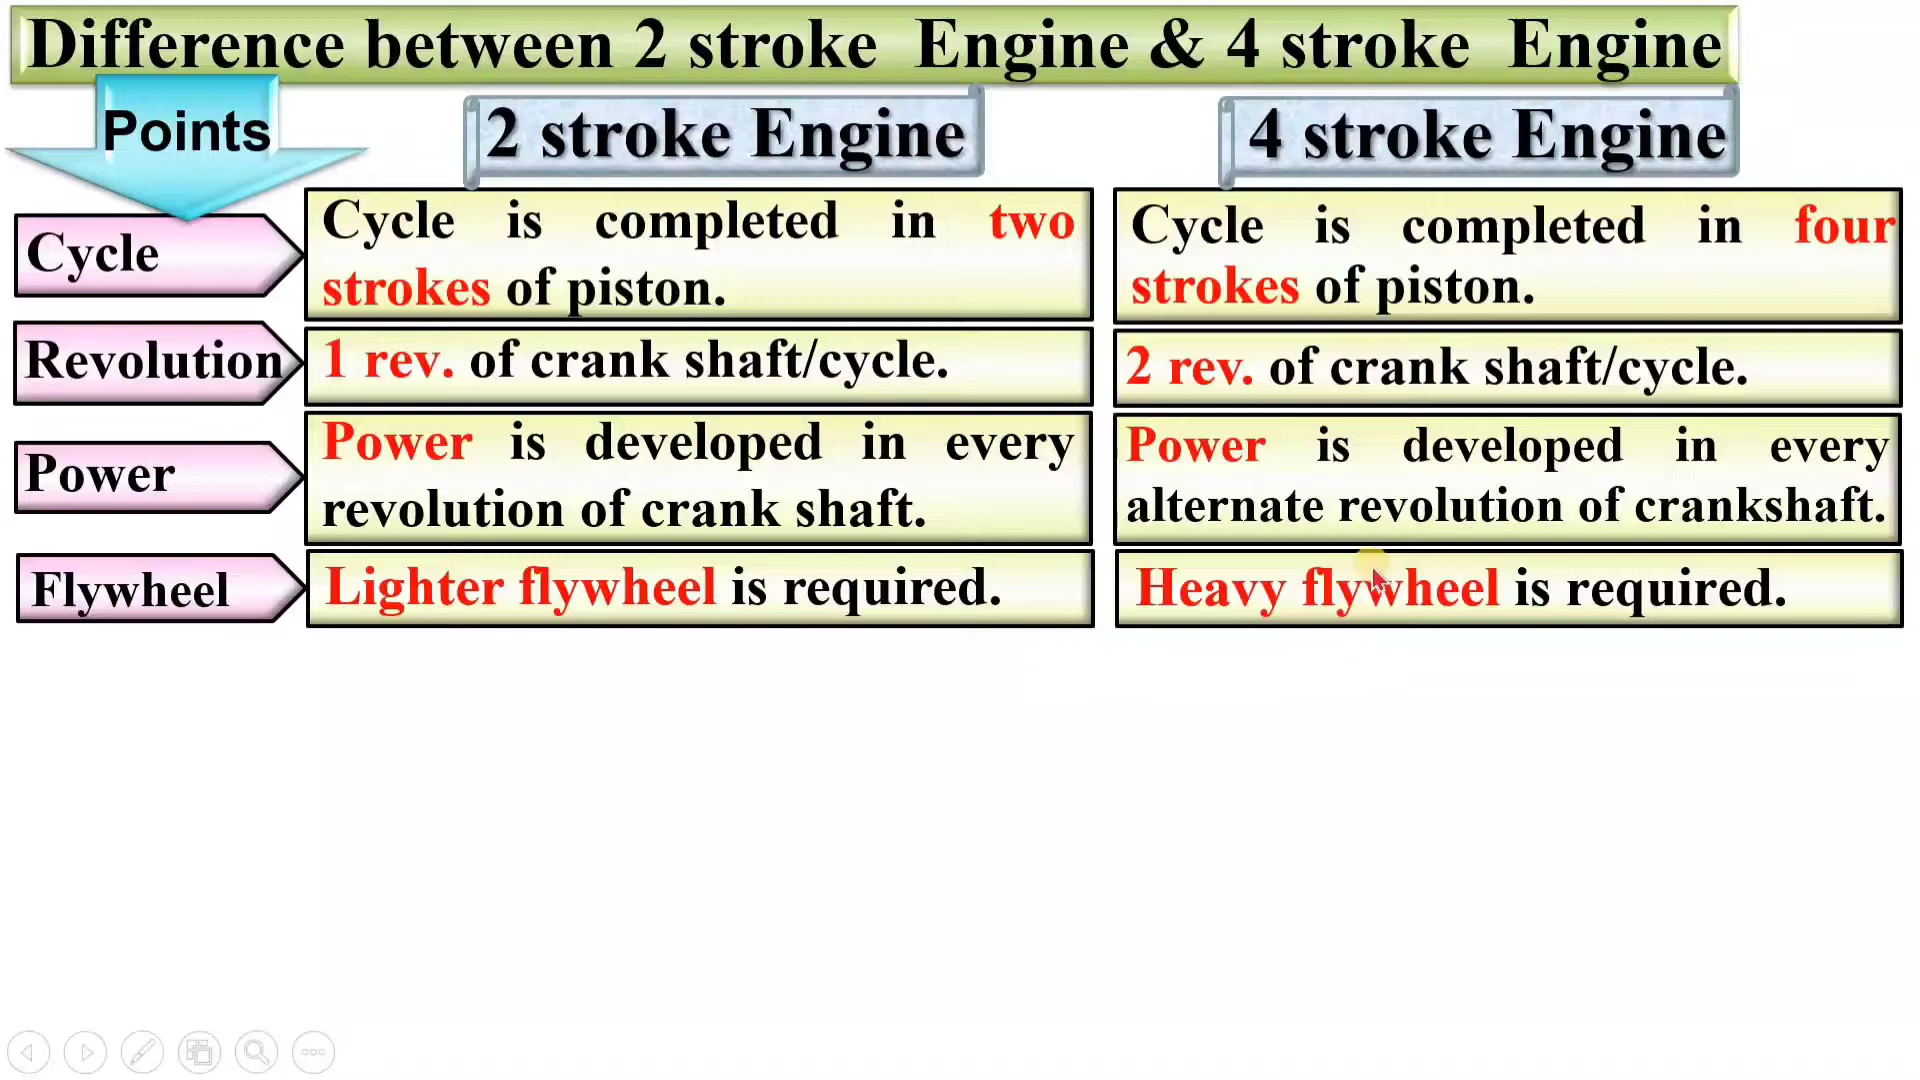 Difference between 2 stroke Engine & 4 stroke Engine
Points
2 stroke Engine
4 stroke Engine
Cycle
Cycle is completed in two
strokes of piston.
Cycle is completed in four
strokes of piston.
Revolution
1 rev. of crank shaft/cycle.
2 rev. of crank shaft/cycle.
Power
Power is developed in every
revolution of crank shaft.
Power is developed in every
alternate revolution of crankshaft.
Flywheel
Lighter flywheel is required.
Heavy flywheel is required.